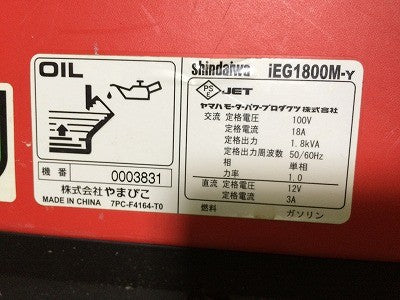 OIL
機番 0003831
株式会社やまびこ
MADE IN CHINA 7PC-F4164-T0
shindaiwa iEG1800M-Y
PS
E
JET
ヤマハモーターパワープロダクツ株式会社
交流 定格電圧 100V
定格電流 18A
定格出力 1.8kVA
定格出力周波数 50/60Hz
相 単相
力率 1.0
直流 定格電圧 12V
定格電流 3A
燃料 ガソリン